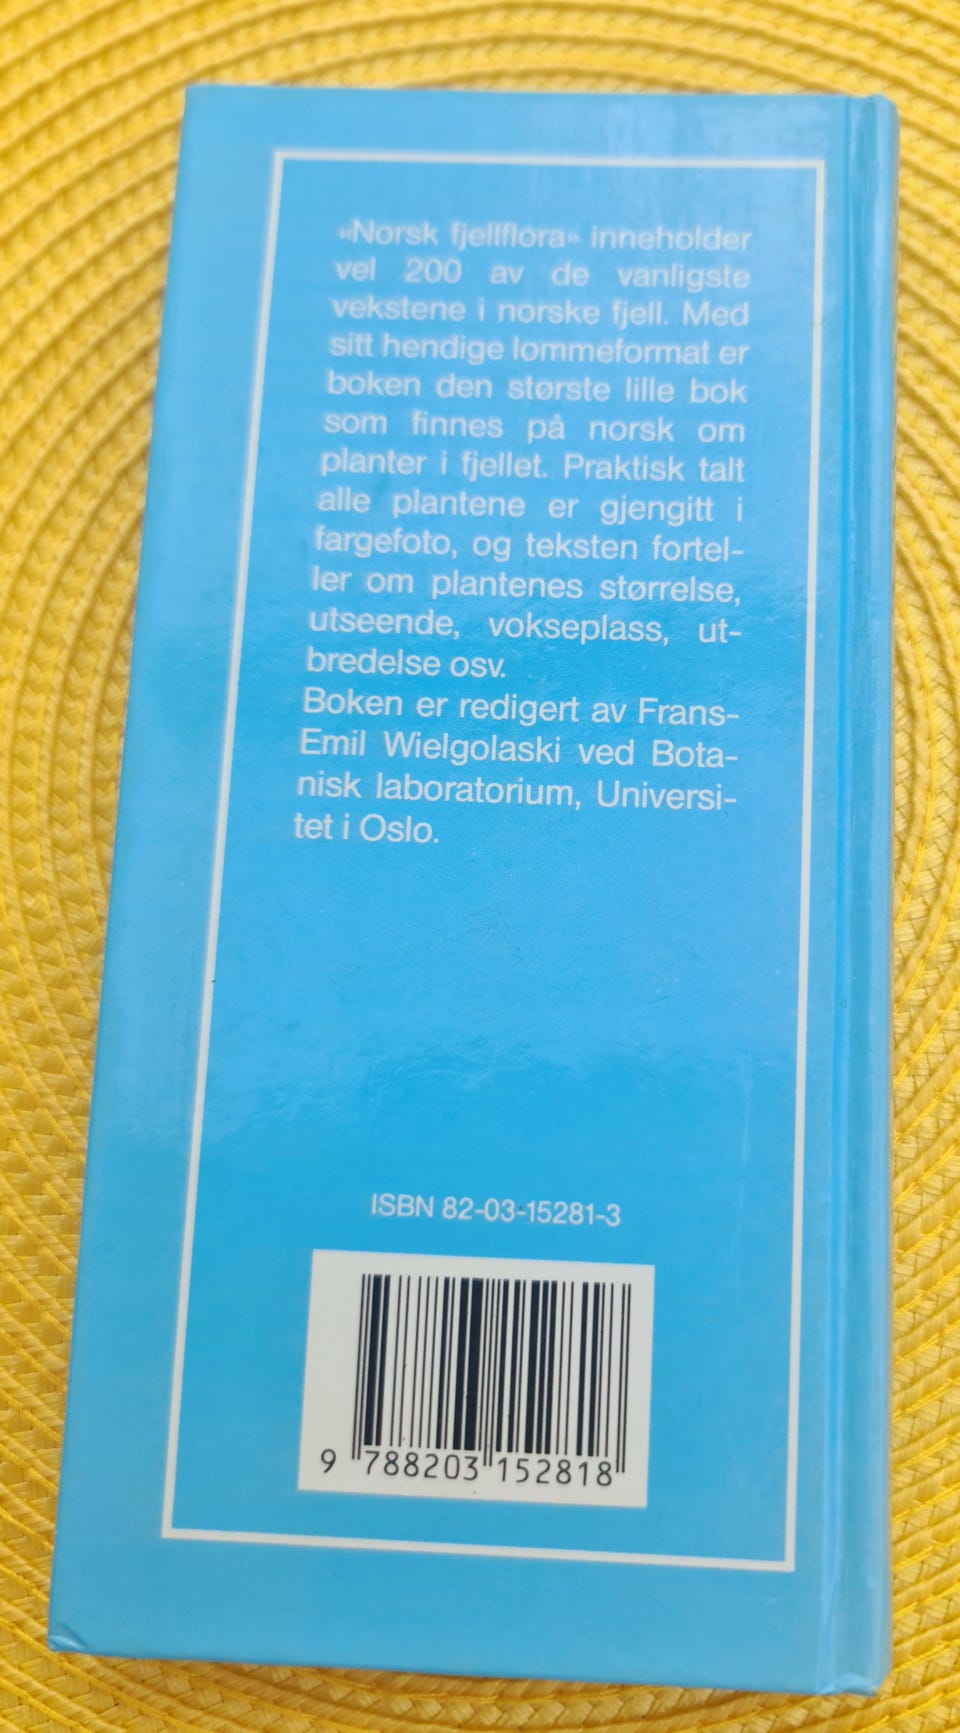 «Norsk fjellflora» inneholder
vel 200 av de vanligste
vekstene i norske fjell. Med
sitt hendige lommeformat er
boken den største lille bok
som finnes på norsk om
planter i fjellet. Praktisk talt
alle plantene er gjengitt i
fargefoto, og teksten fortel-
ler om plantenes størrelse,
utseende, vokseplass, ut-
bredelse osv.
Boken er redigert av Frans-
Emil Wielgolaski ved Bota-
nisk laboratorium, Universi-
tet i Oslo.
ISBN 82-03-15281-3
9 788203 152818